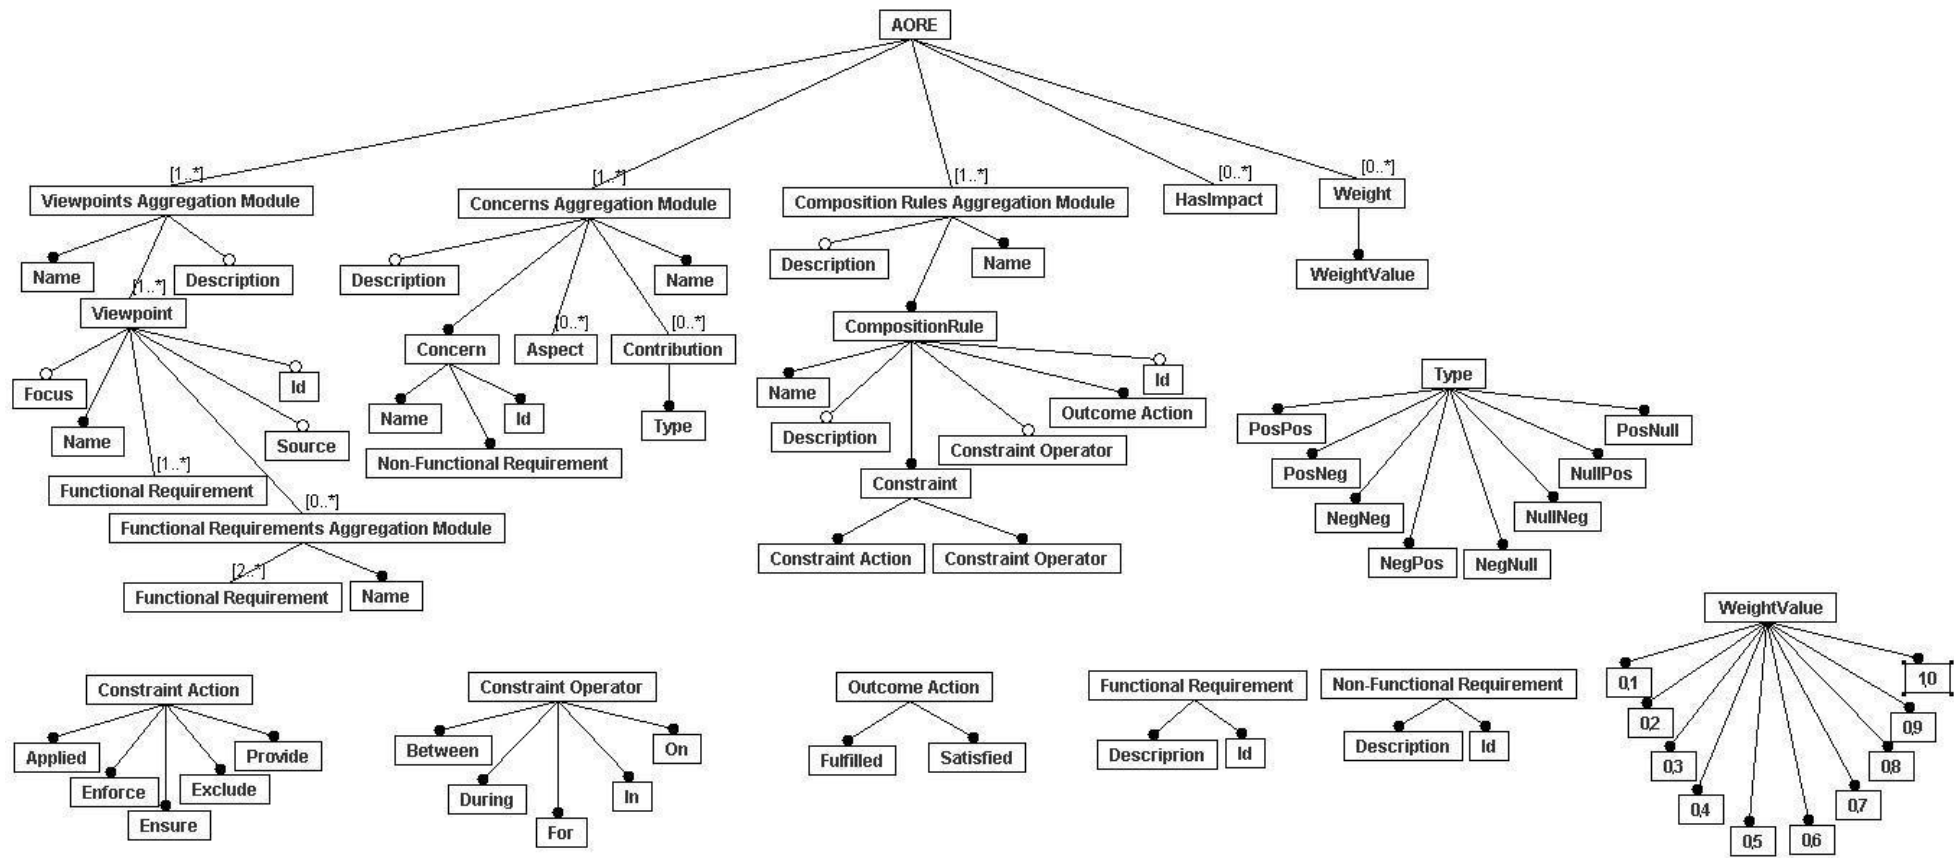 AORE
[1..*]
[1..*]
[1..*]
[0..*]
[0..*]
Viewpoints Aggregation Module
Concerns Aggregation Module
Composition Rules Aggregation Module
HasImpact
Weight
Name
Description
Description
Name
Description
Name
WeightValue
[1..*]
Viewpoint
[0..*]
[0..*]
CompositionRule
Concern
Aspect
Contribution
Focus
Id
Name
Source
Name
Id
Type
Non-Functional Requirement
Name
Id
Outcome Action
Description
Constraint Operator
Constraint
Constraint Action
Constraint Operator
[1..*]
Functional Requirement
[0..*]
Functional Requirements Aggregation Module
[2..*]
Functional Requirement
Name
Type
PosPos
PosNull
PosNeg
NullPos
NegNeg
NullNeg
NegPos
NegNull
Constraint Action
Applied
Provide
Enforce
Exclude
Ensure
Constraint Operator
Between
On
During
In
For
Outcome Action
Fulfilled
Satisfied
Functional Requirement
Descriprion
Id
Non-Functional Requirement
Description
Id
WeightValue
0,1
1,0
0,2
0,9
0,3
0,8
0,4
0,7
0,5
0,6